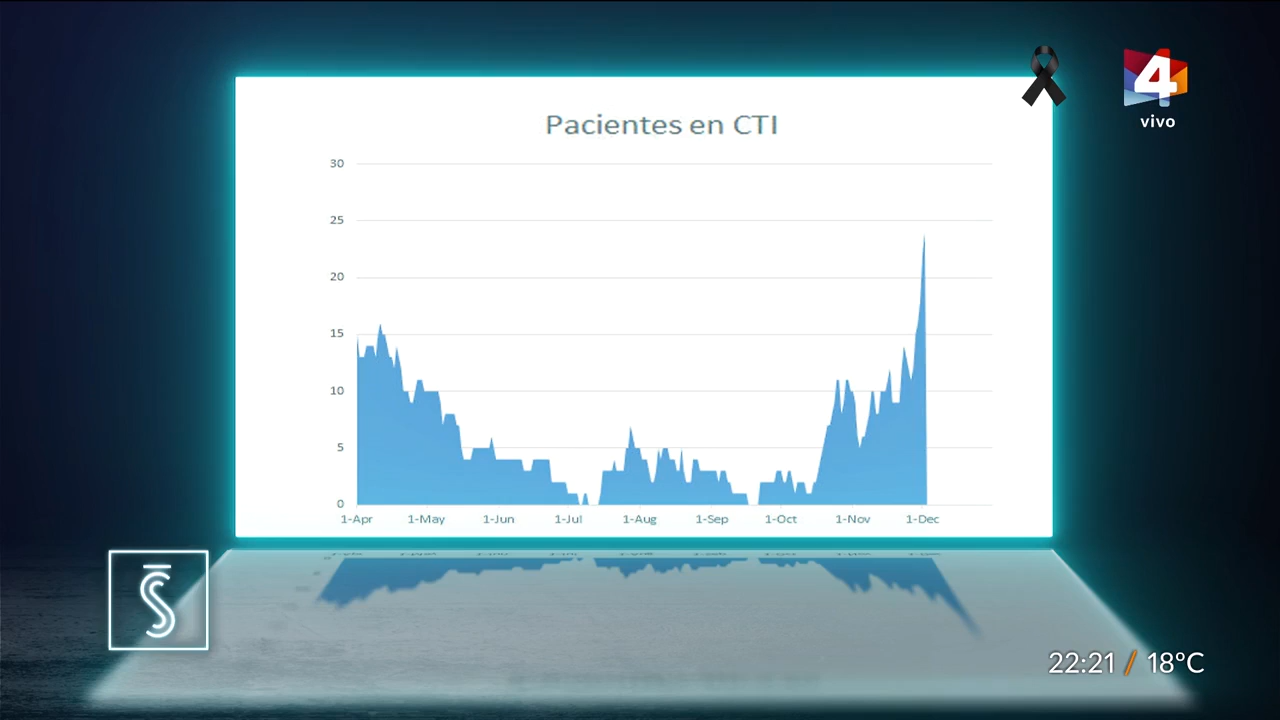 4
vivo
Pacientes en CTI
30
25
20
15
10
5
0
1-Apr 1-May 1-Jun 1-Jul 1-Aug 1-Sep 1-Oct 1-Nov 1-Dec
S
22:21 / 18°C